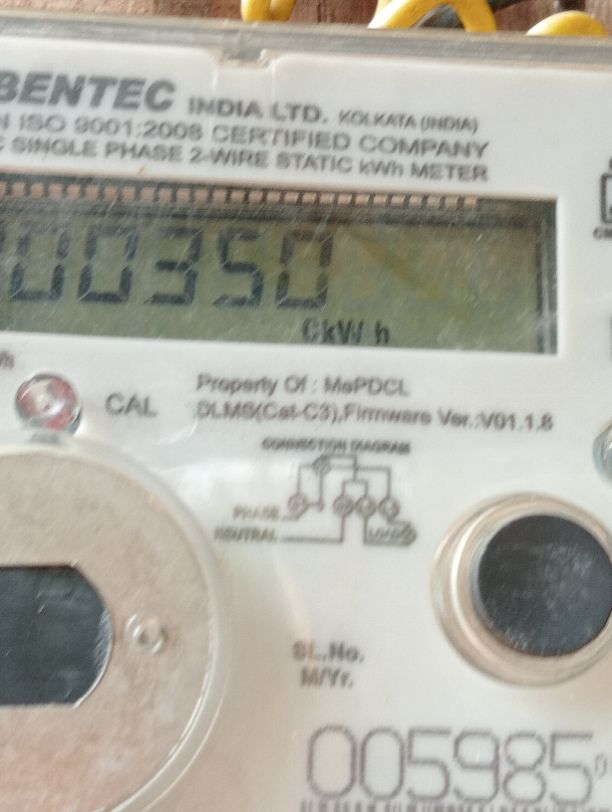 BENTEC INDIA LTD. KOLKATA (INDIA)
N ISO 9001:2008 CERTIFIED COMPANY
C SINGLE PHASE 2-WIRE STATIC kWh METER
00350
CkW h
CAL
Property Of : MePDCL
DLMS(Cat-C3),Firmware Ver.:V01.1.8
CONNECTION DIAGRAM
PHASE
NEUTRAL
LOAD
SL.No.
M/Yr.
005985